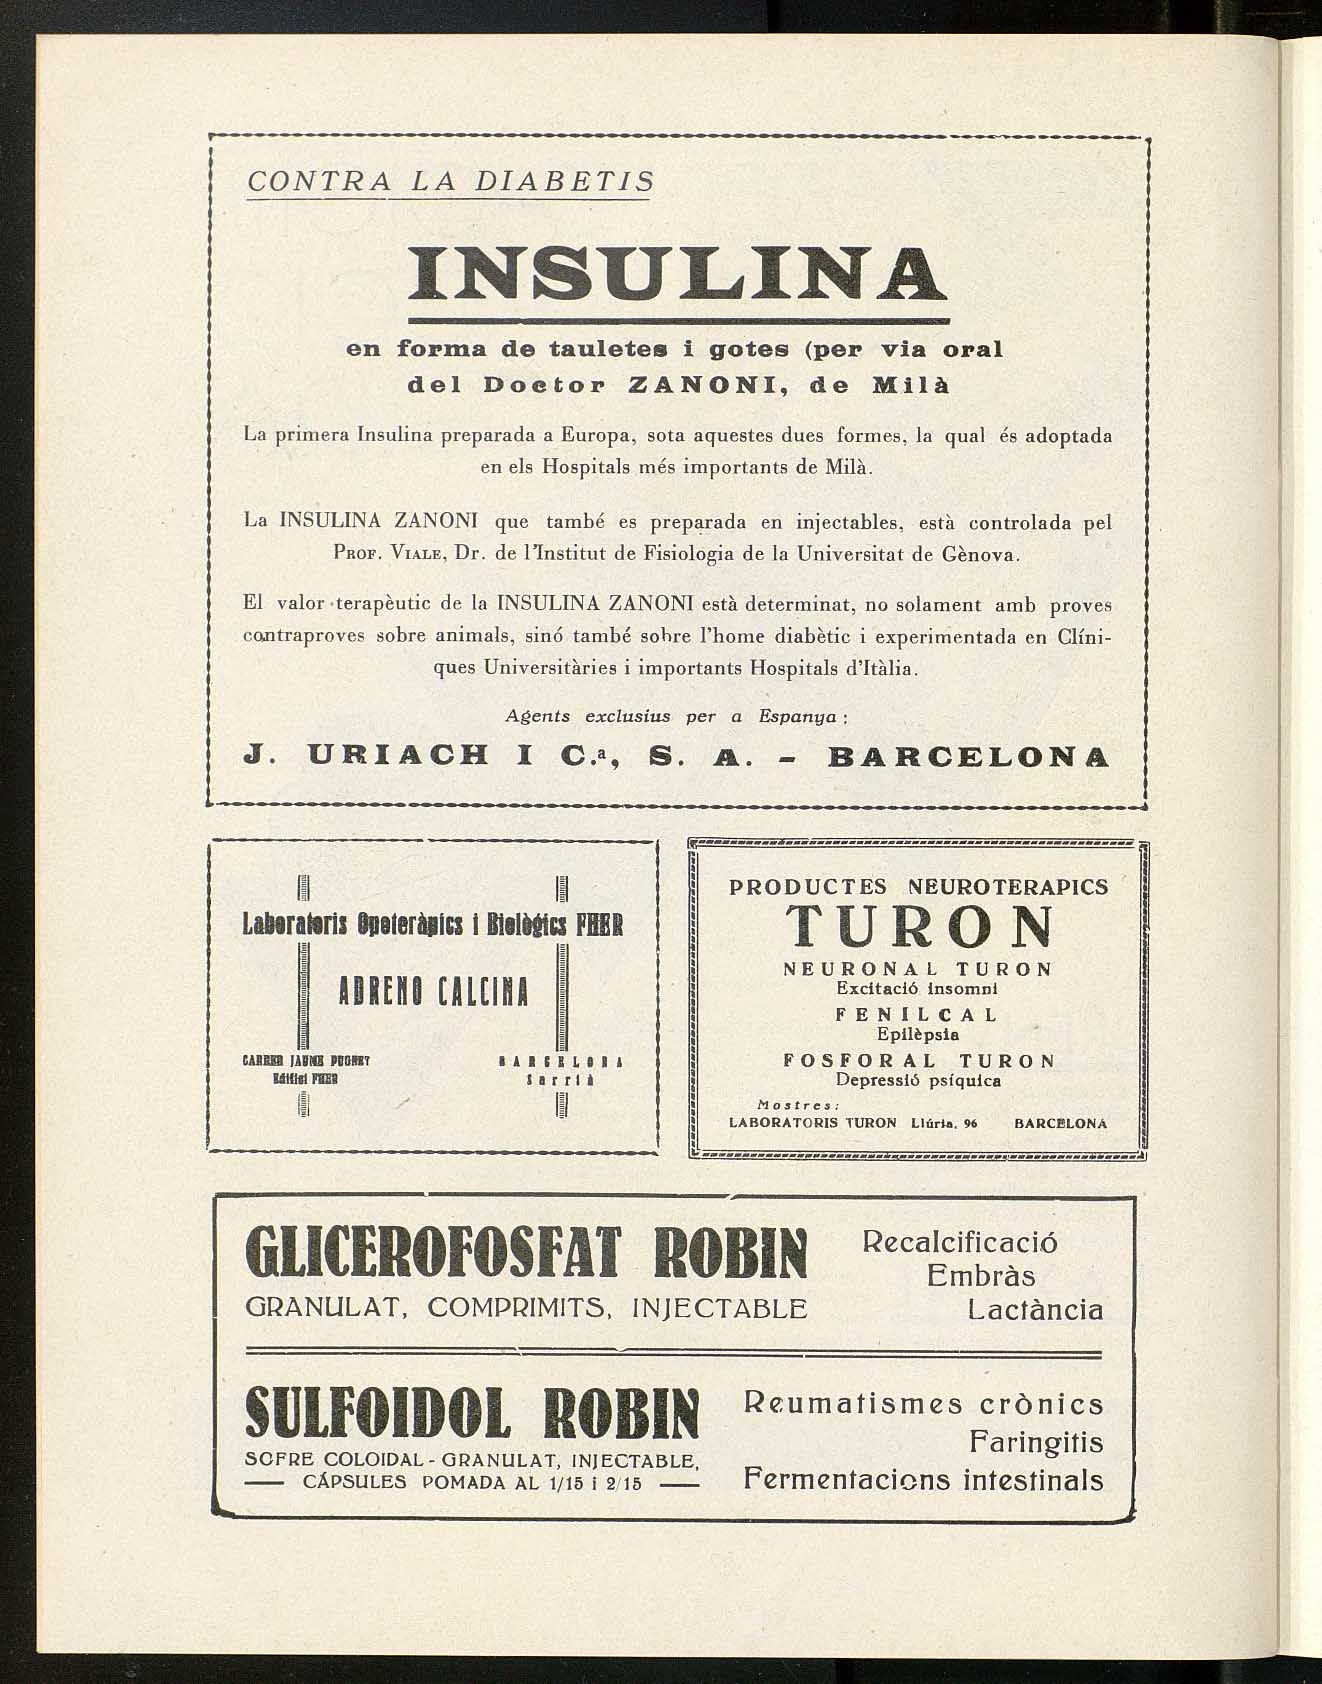 CONTRA LA DIABETIS
INSULINA
en forma de tauletes i gotes (per via oral
del Doctor ZANONI, de Milà
La primera Insulina preparada a Europa, sota aquestes dues formes, la qual és adoptada
en els Hospitals més importants de Milà.
La INSULINA ZANONI que també es preparada en injectables, està controlada pel
PROF. VIALE, Dr. de l'Institut de Fisiologia de la Universitat de Gènova.
El valor terapèutic de la INSULINA ZANONI està determinat, no solament amb proves
contraproves sobre animals, sinó també sobre l'home diabètic i experimentada en Clíni-
ques Universitàries i importants Hospitals d'Itàlia.
Agents exclusius per a Espanya:
J. URIACH I C.ª, S. A. - BARCELONA
Laboratoris Opoteràpics i Biològics FHER
ADRENO CALCINA
CARRER JAUME PUGNET
Edifici FHER
BARCELONA
Sarrià
PRODUCTES NEUROTERAPICS
TURON
NEURONAL TURON
Excitació insomni
FENILCAL
Epilèpsia
FOSFORAL TURON
Depressió psíquica
Mostres:
LABORATORIS TURON Llúria, 96 BARCELONA
GLICEROFOSFAT ROBIN
GRANULAT, COMPRIMITS, INJECTABLE
Recalcificació
Embràs
Lactància
SULFOIDOL ROBIN
SOFRE COLOIDAL - GRANULAT, INJECTABLE,
CÁPSULES POMADA AL 1/15 i 2/15
Reumatismes crònics
Faringitis
Fermentacions intestinals